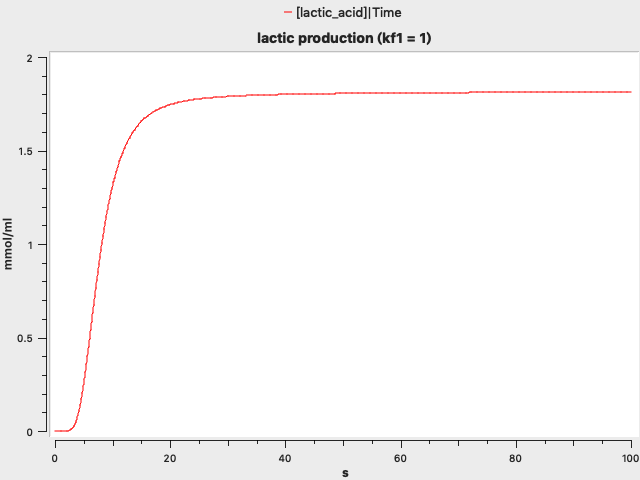 [lactic_acid]|Time
lactic production (kf1 = 1)
2
1.5
1
0.5
0
mmol/ml
0 20 40 60 80 100
s